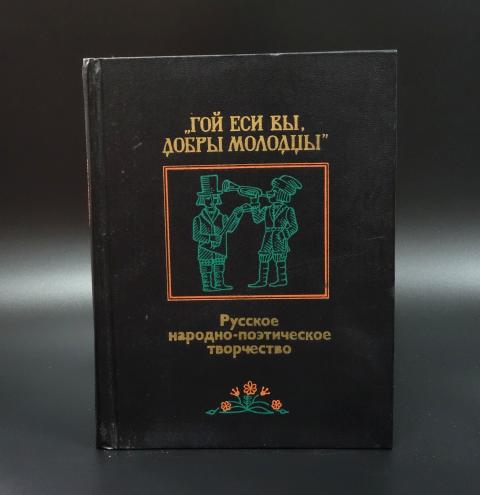 „ГОЙ ЕСИ ВЫ,
ДОБРЫ МОЛОДЦЫ"
Русское
народно-поэтическое
творчество